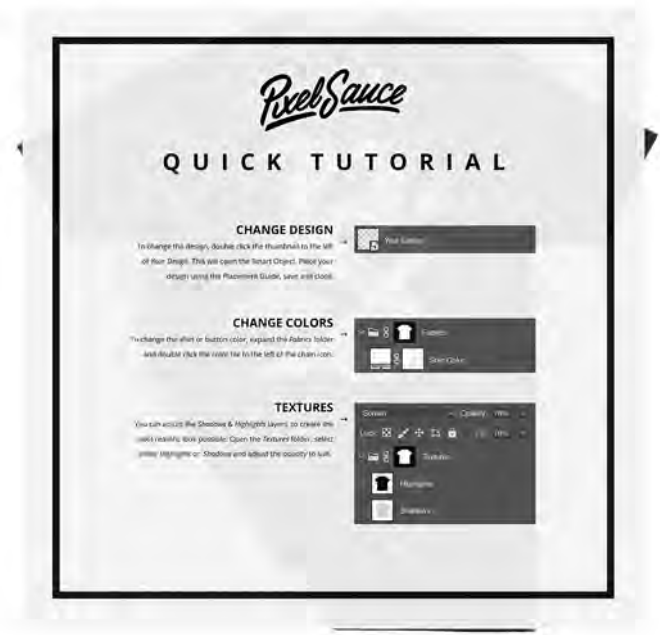 PixelSauce
QUICK TUTORIAL
CHANGE DESIGN
To change the design, double click the thumbnail to the left
of Your Design. This will open the Smart Object. Place your
design using the Placement Guide, save and close.
Your Design
CHANGE COLORS
To change the shirt or button color, expand the Fabrics folder
and double click the color tile to the left of the chain icon.
Fabrics
Shirt Color
TEXTURES
You can adjust the Shadows & Highlights layers, to create the
most realistic look possible. Open the Textures folder, select
either Highlights or Shadows and adjust the opacity to suit.
Screen Opacity: 70%
Lock:
Textures
Highlights
Shadows